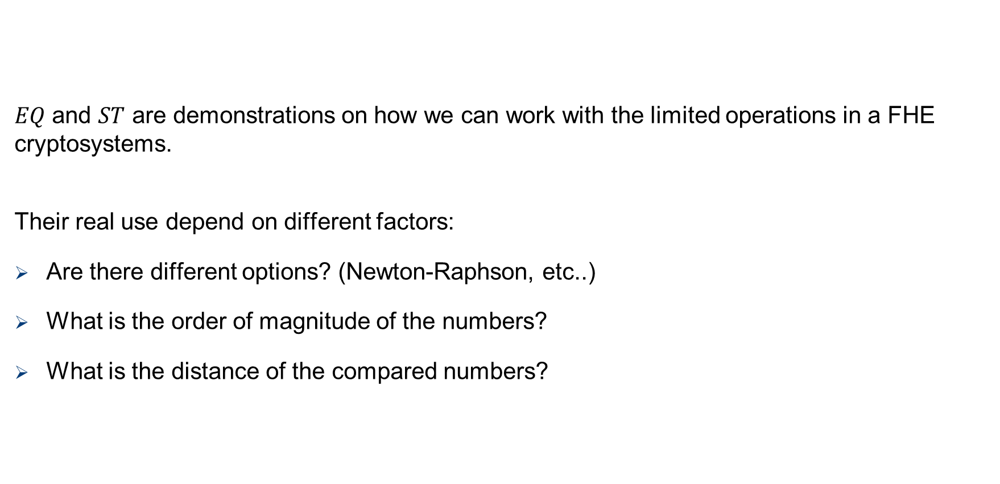 EQ and ST are demonstrations on how we can work with the limited operations in a FHE
cryptosystems.
Their real use depend on different factors:
➢ Are there different options? (Newton-Raphson, etc..)
➢ What is the order of magnitude of the numbers?
➢ What is the distance of the compared numbers?